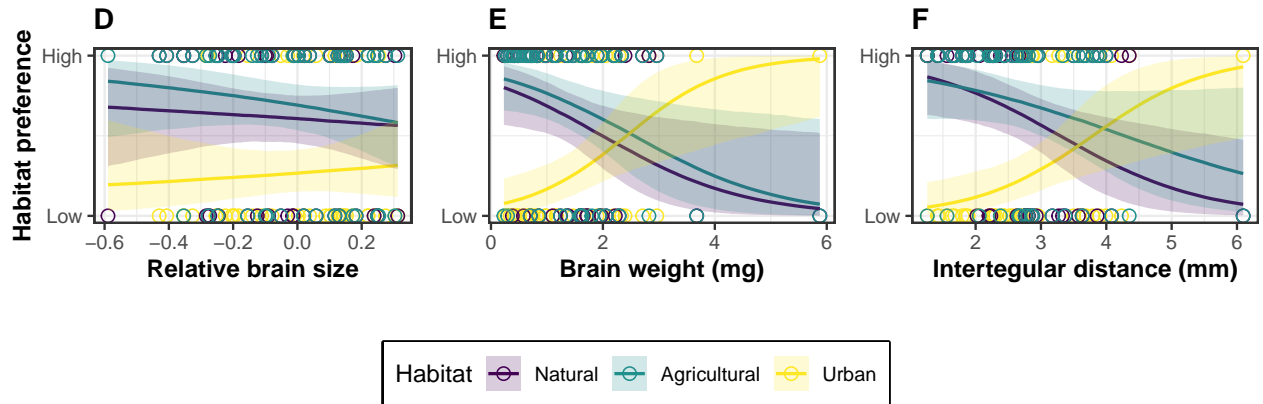 D E F
Habitat preference
High High High
Low Low Low
−0.6 −0.4 −0.2 0.0 0.2 0 2 4 6 2 3 4 5 6
Relative brain size Brain weight (mg) Intertegular distance (mm)
Habitat Natural Agricultural Urban